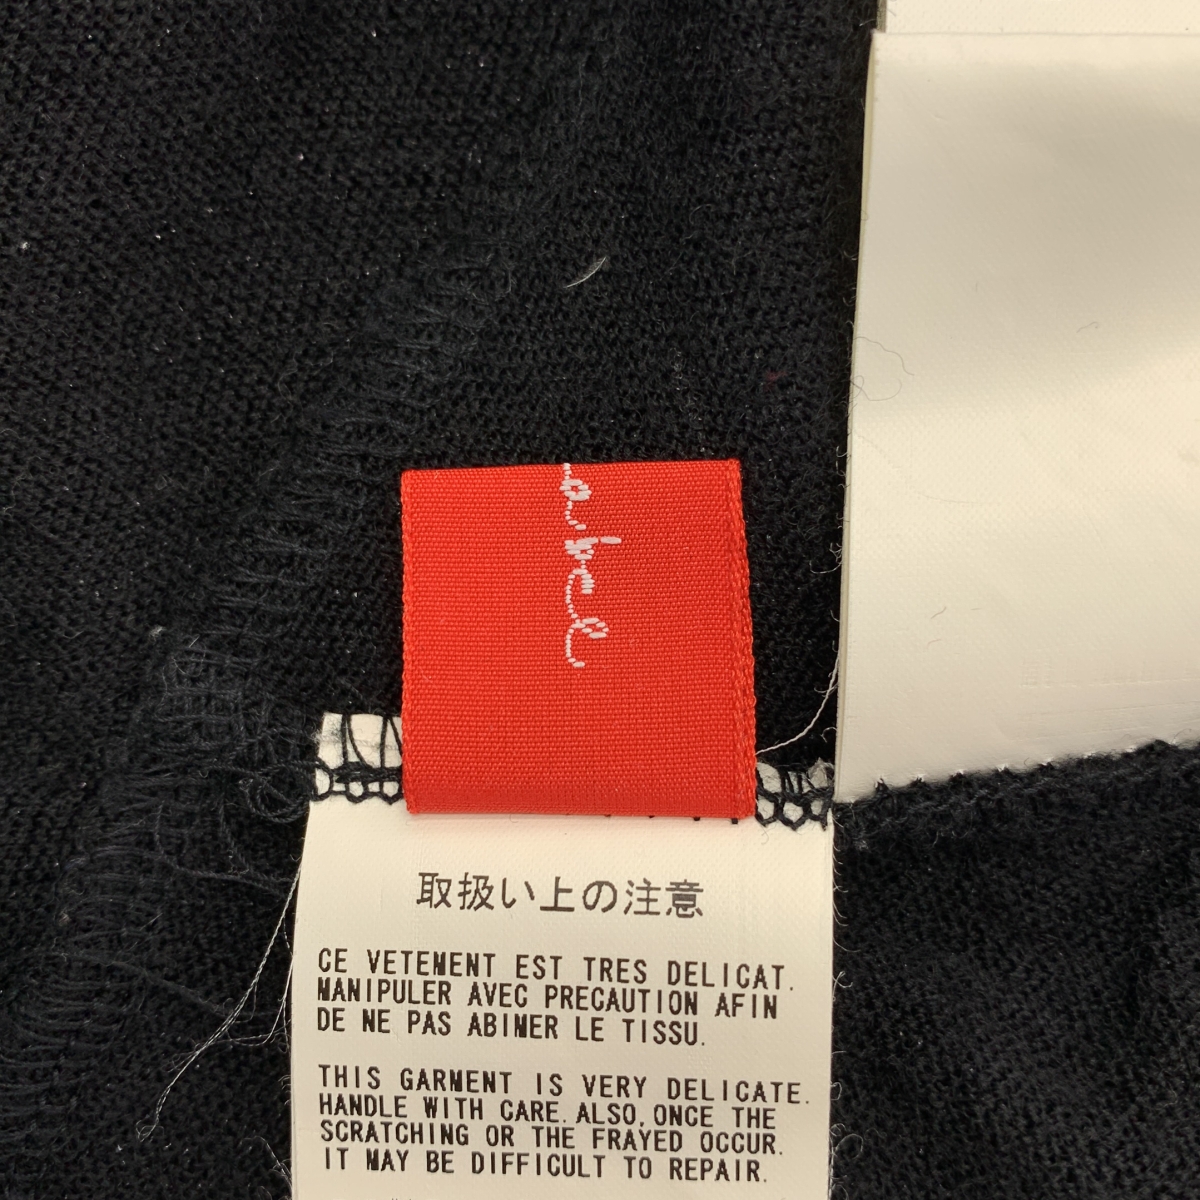 abel
取扱い上の注意
CE VETEMENT EST TRES DELICAT.
MANIPULER AVEC PRECAUTION AFIN
DE NE PAS ABIMER LE TISSU.
THIS GARMENT IS VERY DELICATE.
HANDLE WITH CARE. ALSO, ONCE THE
SCRATCHING OR THE FRAYED OCCUR.
IT MAY BE DIFFICULT TO REPAIR.